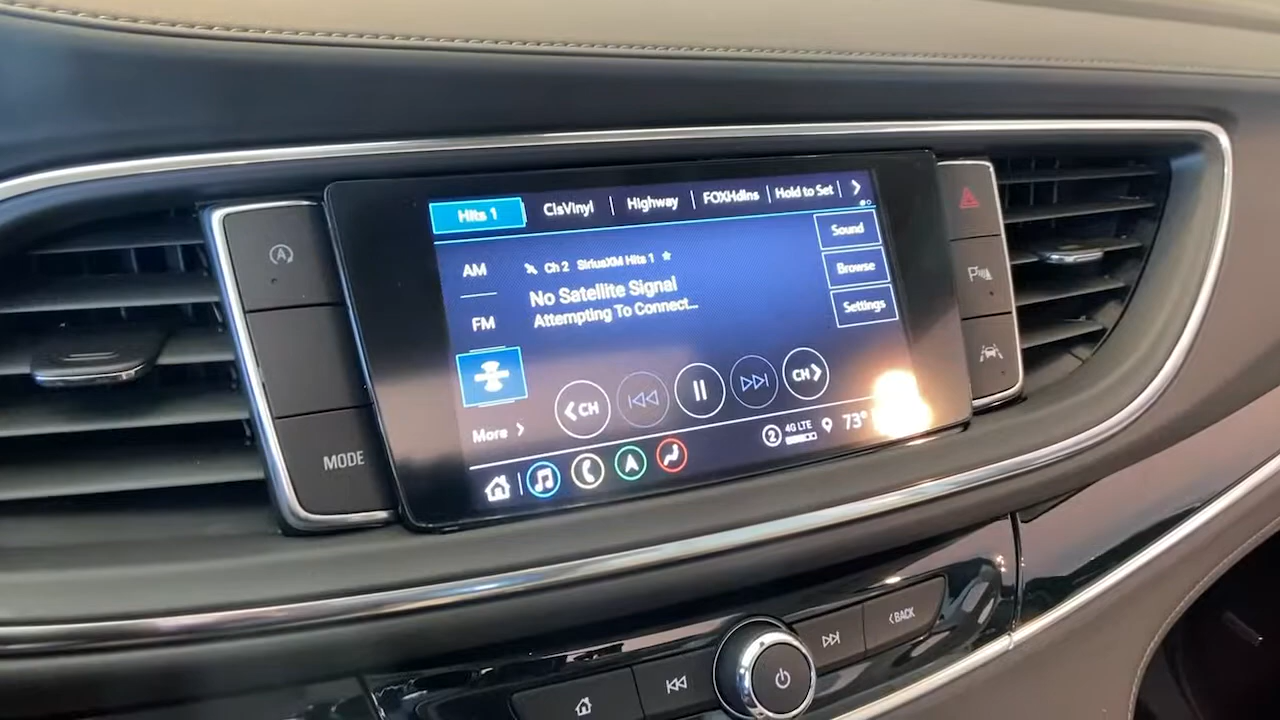 Hits 1 CisVinyl Highway FOXHdlns Hold to Set
AM
Ch 2 SiriusXM Hits 1
Sound
No Satellite Signal
Browse
FM
Attempting To Connect...
Settings
CH
CH
More
2 4G LTE 73°
A
MODE
P
BACK